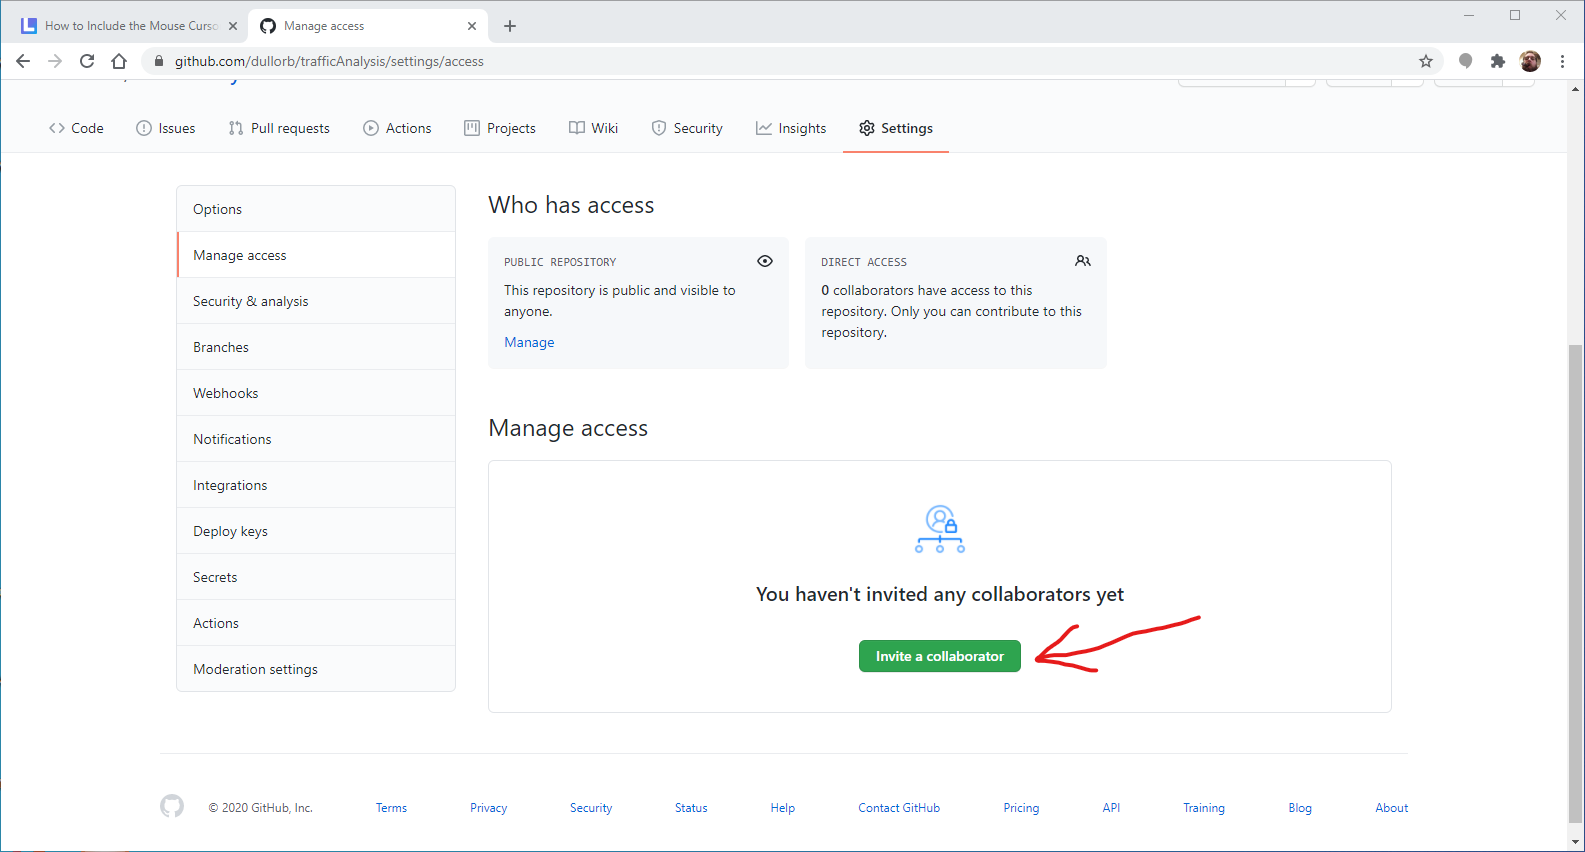 How to Include the Mouse Curso
Manage access
github.com/dullorb/trafficAnalysis/settings/access
Code
Issues
Pull requests
Actions
Projects
Wiki
Security
Insights
Settings
Options
Manage access
Security & analysis
Branches
Webhooks
Notifications
Integrations
Deploy keys
Secrets
Actions
Moderation settings
Who has access
PUBLIC REPOSITORY
This repository is public and visible to
anyone.
Manage
DIRECT ACCESS
0 collaborators have access to this
repository. Only you can contribute to this
repository.
Manage access
You haven't invited any collaborators yet
Invite a collaborator
© 2020 GitHub, Inc.
Terms
Privacy
Security
Status
Help
Contact GitHub
Pricing
API
Training
Blog
About